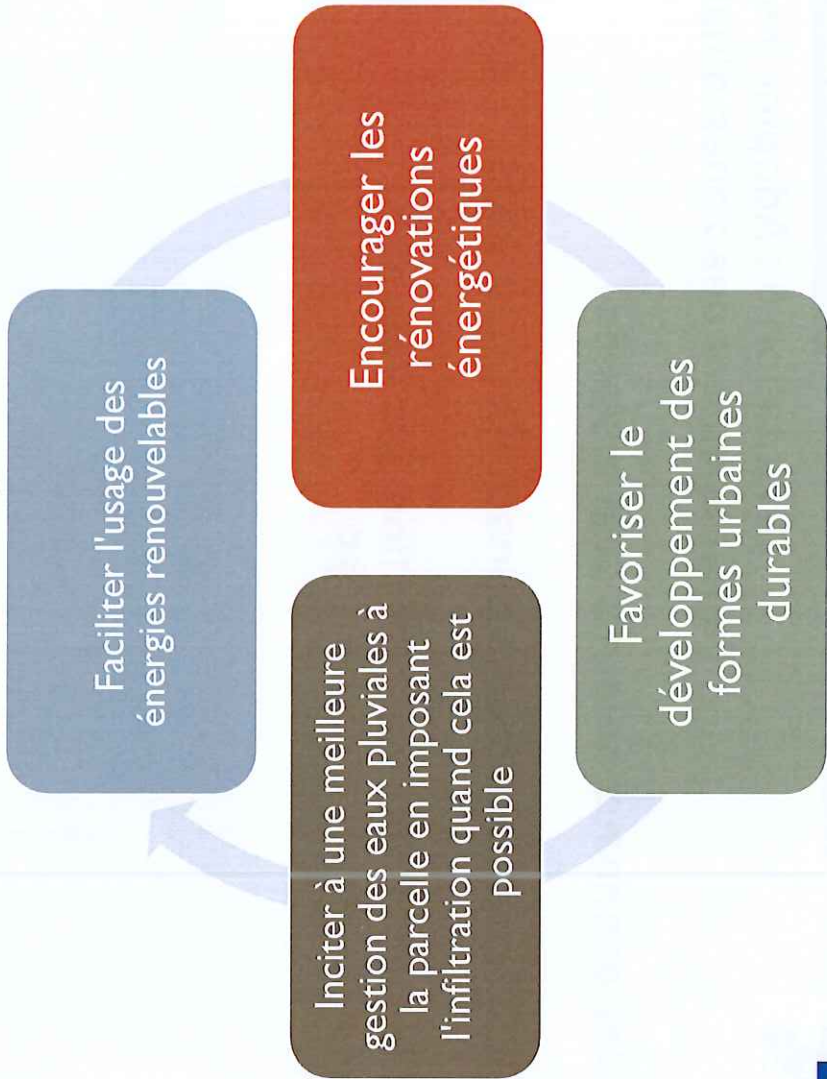 Faciliter l'usage des
énergies renouvelables
Encourager les
rénovations
énergétiques
Favoriser le
développement des
formes urbaines
durables
Inciter à une meilleure
gestion des eaux pluviales à
la parcelle en imposant
l'infiltration quand cela est
possible